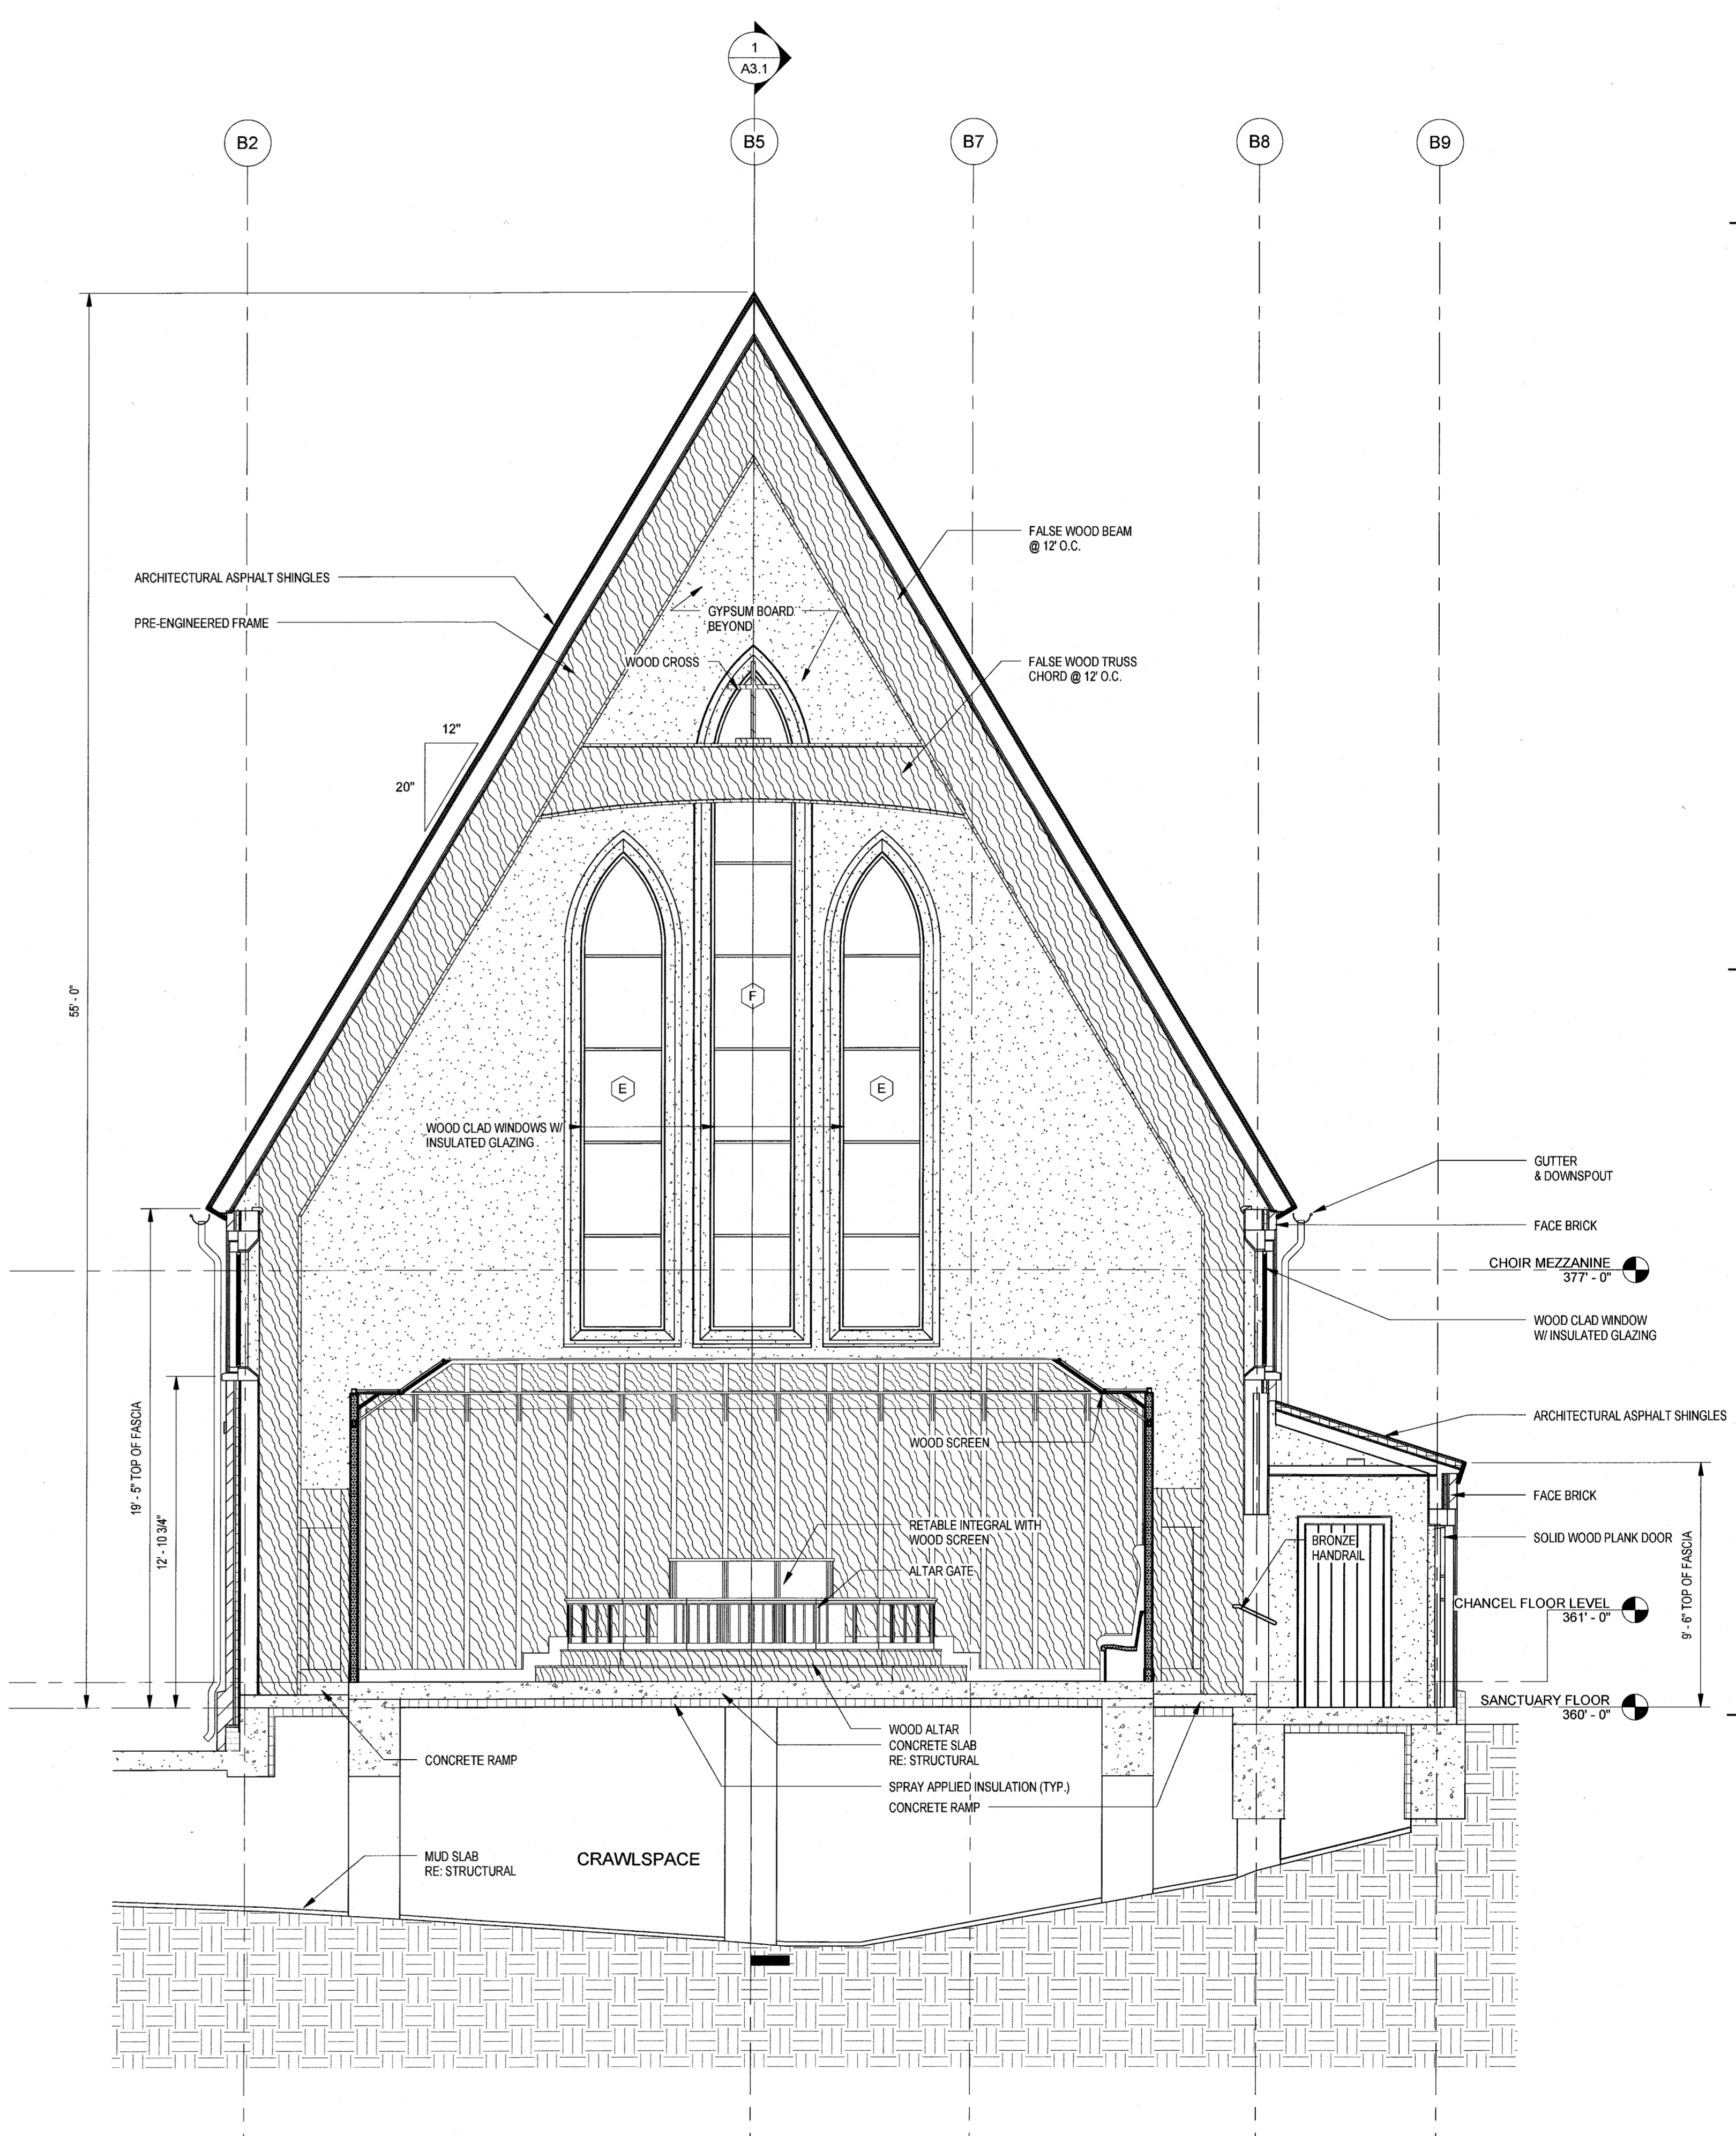 1
A3.1
B2
B5
B7
B8
B9
FALSE WOOD BEAM
@ 12' O.C.
ARCHITECTURAL ASPHALT SHINGLES
GYPSUM BOARD
BEYOND
PRE-ENGINEERED FRAME
WOOD CROSS
FALSE WOOD TRUSS
CHORD @ 12' O.C.
12"
20"
55' - 0"
F
E
E
WOOD CLAD WINDOWS W/
INSULATED GLAZING
GUTTER
& DOWNSPOUT
FACE BRICK
CHOIR MEZZANINE
377' - 0"
WOOD CLAD WINDOW
W/ INSULATED GLAZING
19' - 5" TOP OF FASCIA
12' - 10 3/4"
ARCHITECTURAL ASPHALT SHINGLES
WOOD SCREEN
FACE BRICK
RETABLE INTEGRAL WITH
WOOD SCREEN
BRONZE
HANDRAIL
SOLID WOOD PLANK DOOR
9'- 6" TOP OF FASCIA
ALTAR GATE
CHANCEL FLOOR LEVEL
361' - 0"
SANCTUARY FLOOR
360' - 0"
WOOD ALTAR
CONCRETE SLAB
RE: STRUCTURAL
CONCRETE RAMP
SPRAY APPLIED INSULATION (TYP.)
CONCRETE RAMP
MUD SLAB
RE: STRUCTURAL
CRAWLSPACE